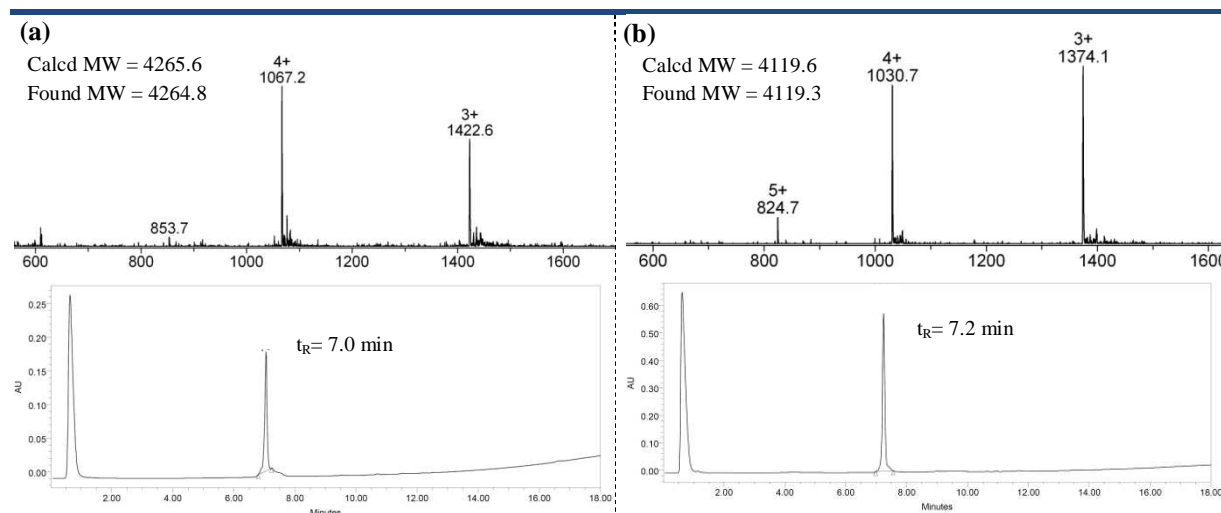 (a)
Calcd MW = 4265.6
Found MW = 4264.8
4+
1067.2
3+
1422.6
853.7
600 800 1000 1200 1400 1600
0.25
0.20
0.15
0.10
0.05
0.00
AU
tR= 7.0 min
2.00 4.00 6.00 8.00 10.00 12.00 14.00 16.00 18.00
Minutes
(b)
Calcd MW = 4119.6
Found MW = 4119.3
3+
1374.1
4+
1030.7
5+
824.7
600 800 1000 1200 1400 1600
0.60
0.50
0.40
0.30
0.20
0.10
0.00
AU
tR= 7.2 min
2.00 4.00 6.00 8.00 10.00 12.00 14.00 16.00 18.00
Minutes